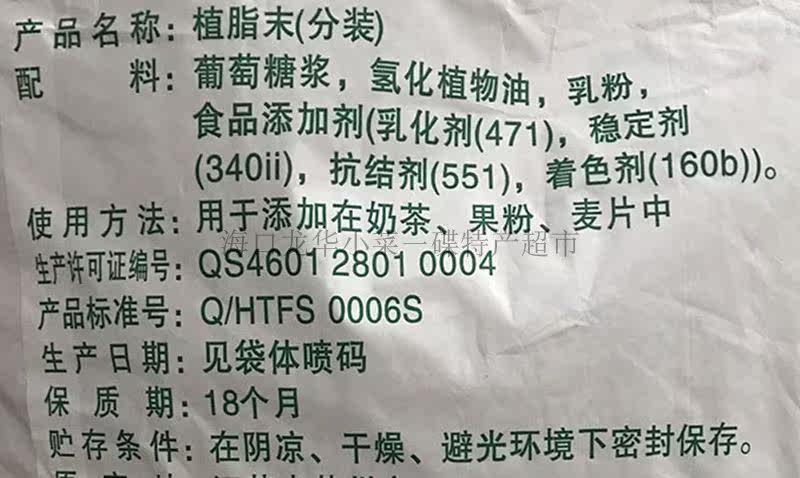 产品名称：植脂末(分装)
配料：葡萄糖浆，氢化植物油，乳粉，
食品添加剂(乳化剂(471)，稳定剂
(340ii)，抗结剂(551)，着色剂(160b))。
使用方法：用于添加在奶茶、果粉、麦片中
海口龙华小菜一碟特产超市
生产许可证编号：QS4601 2801 0004
产品标准号：Q/HTFS 0006S
生产日期：见袋体喷码
保质期：18个月
贮存条件：在阴凉、干燥、避光环境下密封保存。